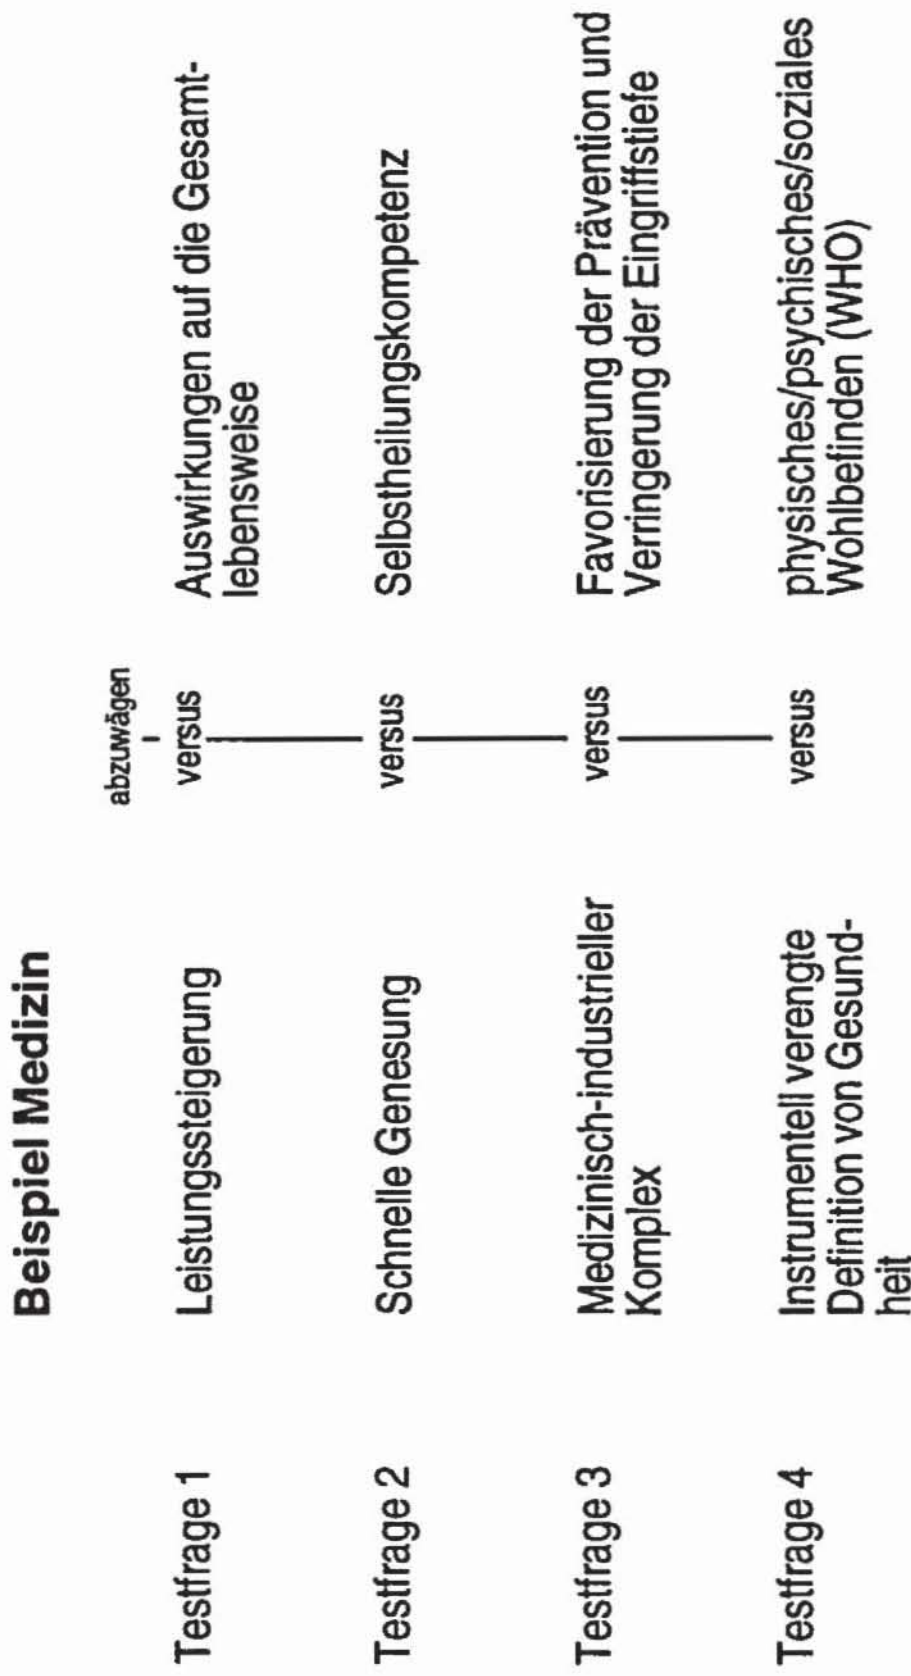 Beispiel Medizin
abzuwägen
Testfrage 1 Leistungssteigerung versus Auswirkungen auf die Gesamt-
lebensweise
Testfrage 2 Schnelle Genesung versus Selbstheilungskompetenz
Testfrage 3 Medizinisch-industrieller versus Favorisierung der Prävention und
Komplex Verringerung der Eingriffstiefe
Testfrage 4 Instrumentell verengte versus physisches/psychisches/soziales
Definition von Gesund- Wohlbefinden (WHO)
heit